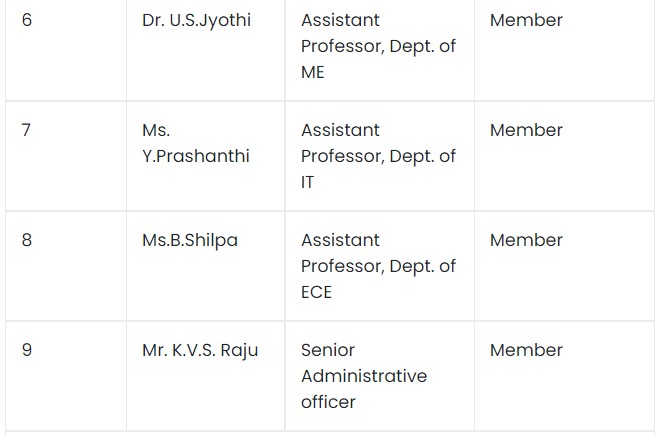 6 Dr. U.S.Jyothi Assistant Member
Professor, Dept. of
ME
7 Ms. Assistant Member
Y.Prashanthi Professor, Dept. of
IT
8 Ms.B.Shilpa Assistant Member
Professor, Dept. of
ECE
9 Mr. K.V.S. Raju Senior Member
Administrative
officer